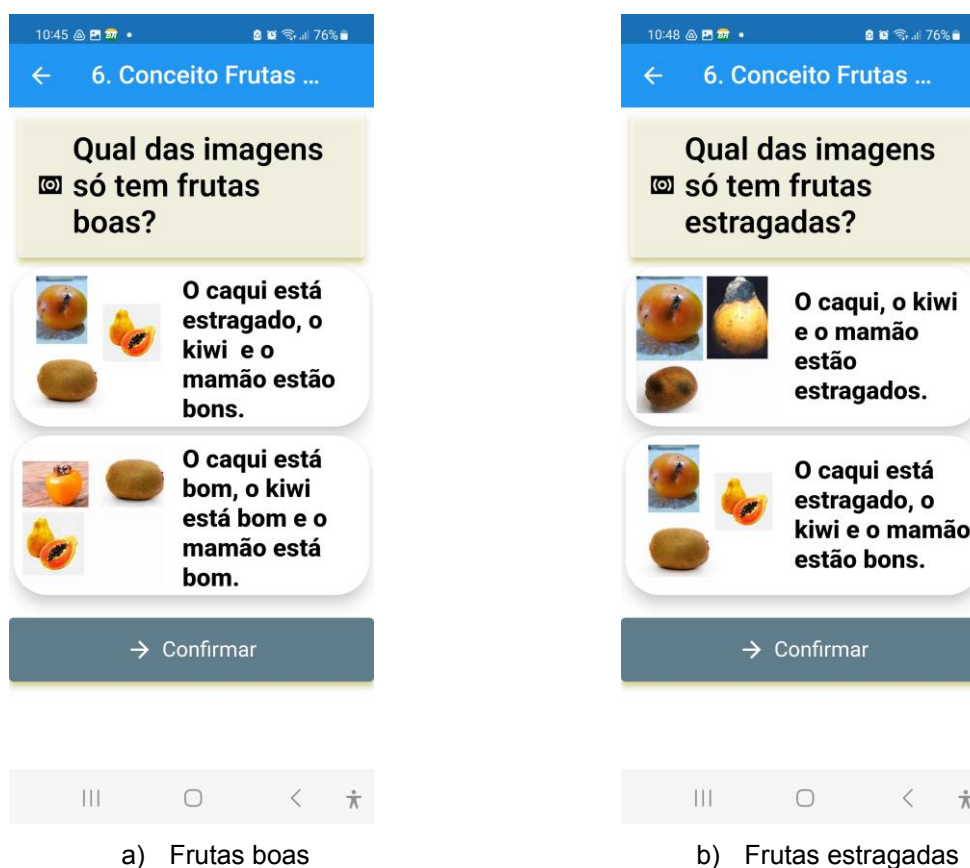 10:45
76%
6. Conceito Frutas ...
Qual das imagens
só tem frutas
boas?
O caqui está
estragado, o
kiwi e o
mamão estão
bons.
O caqui está
bom, o kiwi
está bom e o
mamão está
bom.
→ Confirmar
a) Frutas boas
10:48
76%
6. Conceito Frutas ...
Qual das imagens
só tem frutas
estragadas?
O caqui, o kiwi
e o mamão
estão
estragados.
O caqui está
estragado, o
kiwi e o mamão
estão bons.
→ Confirmar
b) Frutas estragadas